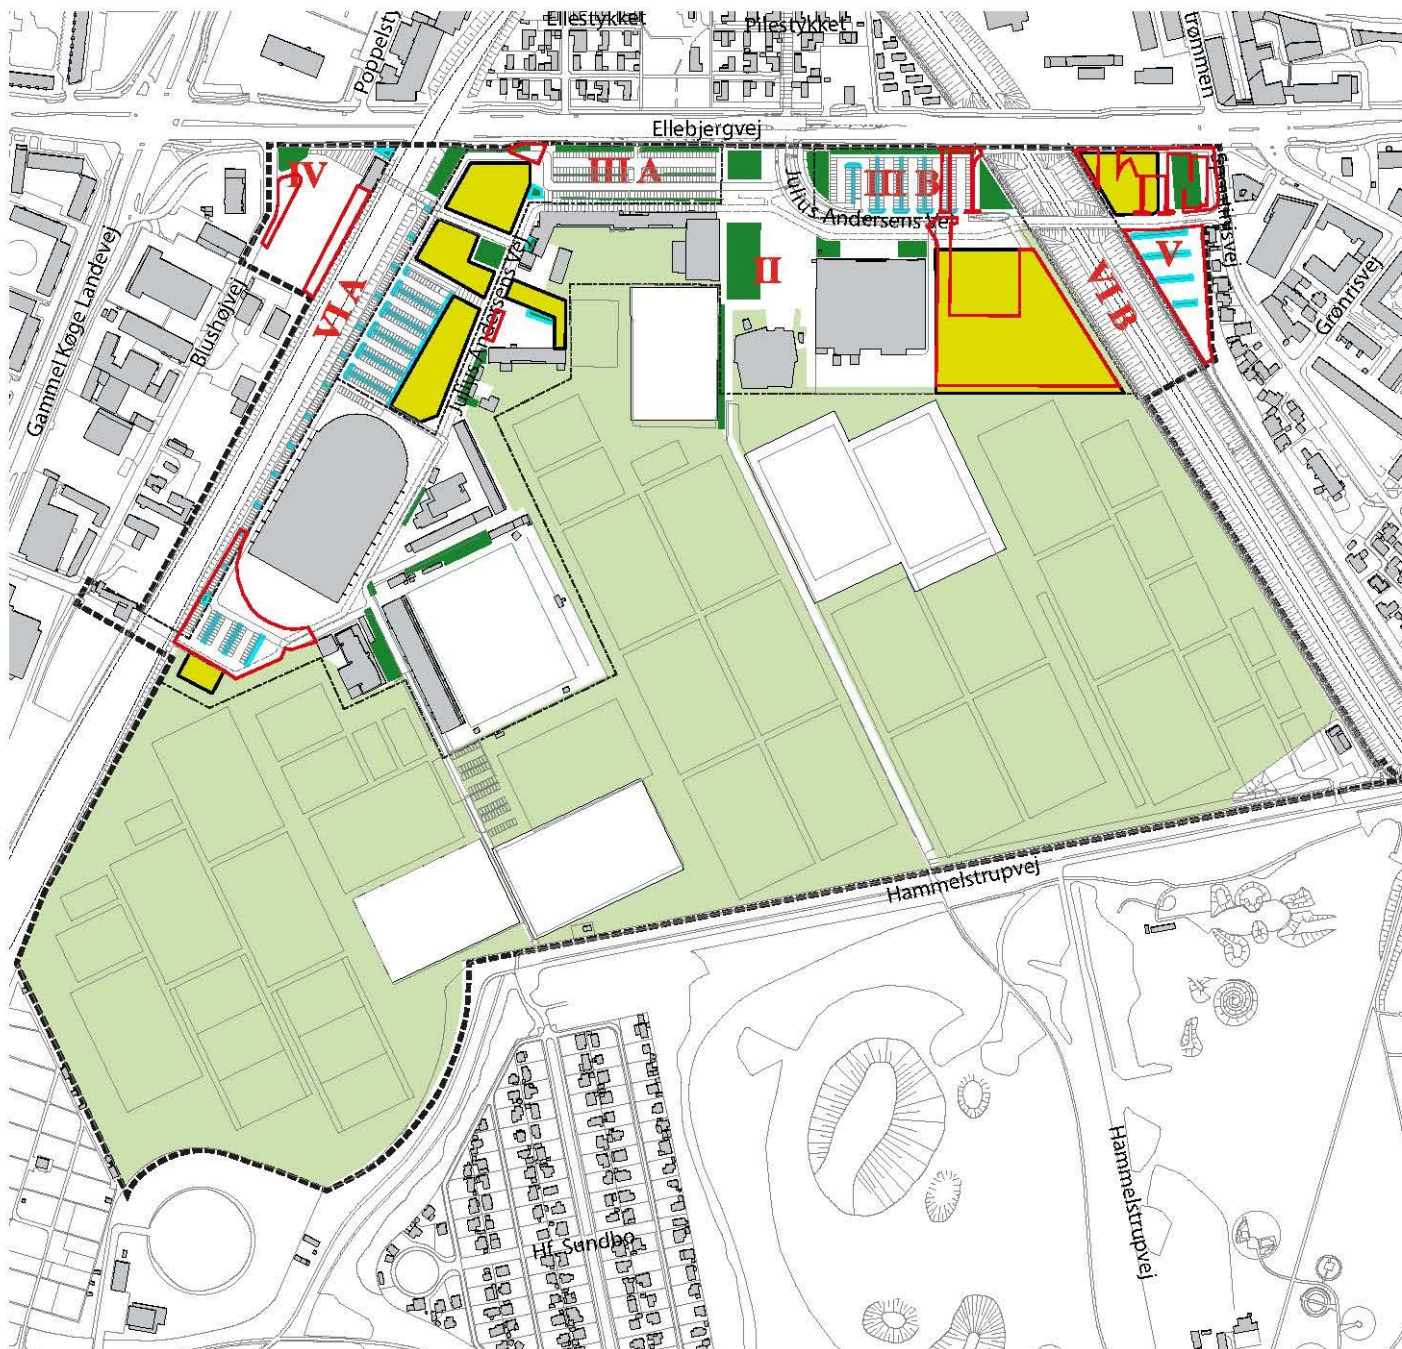 Ellestykket
Pilestykket
Ellebjergvej
IV
III A
III B
Julius Andersens Vej
II
V
VI A
VI B
Gammel Køge Landevej
Blushøjvej
Julius Andersens Vej
Grønrisvej
Hammelstrupvej
Hammelstrupvej
Hf. Sundbo